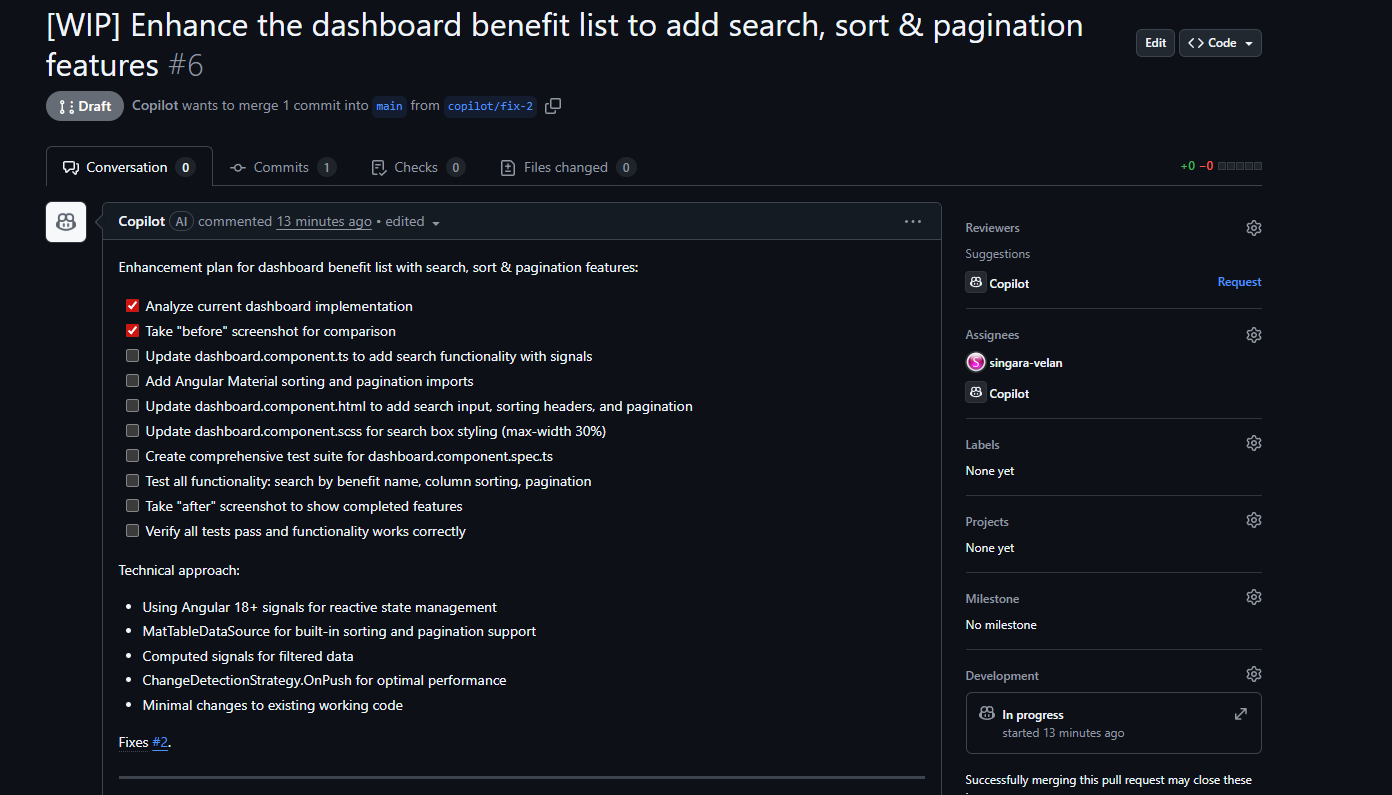 [WIP] Enhance the dashboard benefit list to add search, sort & pagination
features #6
Edit
Code
Draft
Copilot wants to merge 1 commit into main from copilot/fix-2
Conversation 0
Commits 1
Checks 0
Files changed 0
+0 −0
Copilot AI commented 13 minutes ago • edited
Enhancement plan for dashboard benefit list with search, sort & pagination features:
Analyze current dashboard implementation
Take "before" screenshot for comparison
Update dashboard.component.ts to add search functionality with signals
Add Angular Material sorting and pagination imports
Update dashboard.component.html to add search input, sorting headers, and pagination
Update dashboard.component.scss for search box styling (max-width 30%)
Create comprehensive test suite for dashboard.component.spec.ts
Test all functionality: search by benefit name, column sorting, pagination
Take "after" screenshot to show completed features
Verify all tests pass and functionality works correctly
Technical approach:
• Using Angular 18+ signals for reactive state management
• MatTableDataSource for built-in sorting and pagination support
• Computed signals for filtered data
• ChangeDetectionStrategy.OnPush for optimal performance
• Minimal changes to existing working code
Fixes #2.
Reviewers
Suggestions
Copilot
Request
Assignees
S singara-velan
Copilot
Labels
None yet
Projects
None yet
Milestone
No milestone
Development
In progress
started 13 minutes ago
Successfully merging this pull request may close these